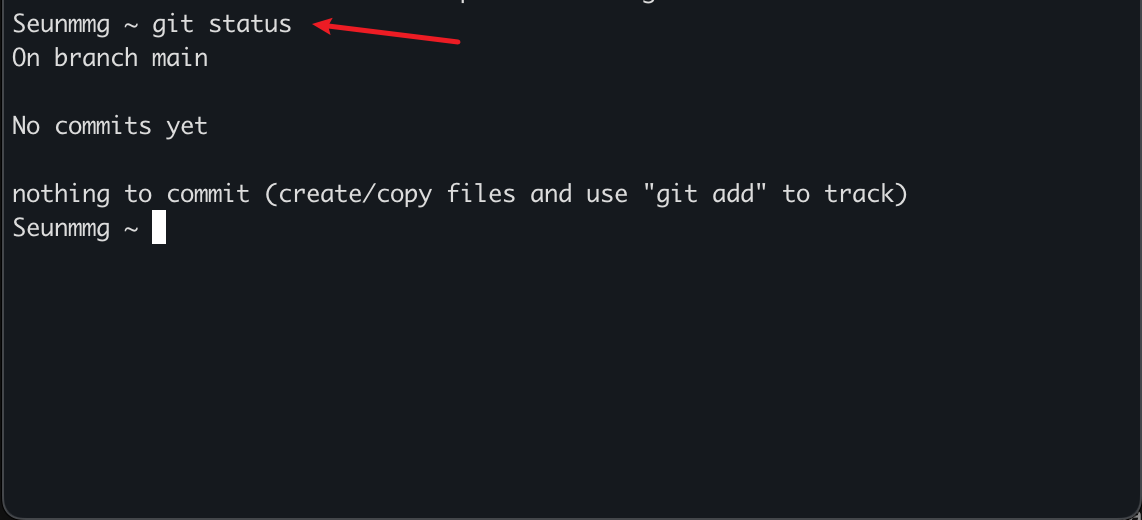 Seunmmg ~ git status
On branch main
No commits yet
nothing to commit (create/copy files and use "git add" to track)
Seunmmg ~